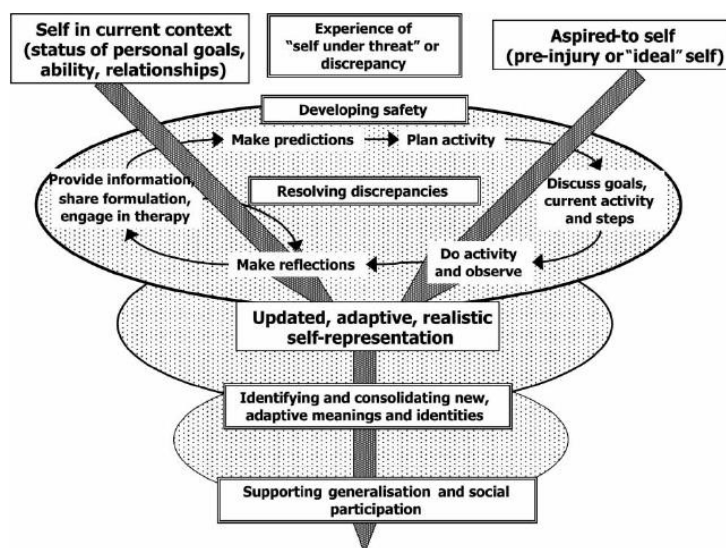 Self in current context
(status of personal goals,
ability, relationships)
Experience of
“self under threat” or
discrepancy
Aspired-to self
(pre-injury or “ideal” self)
Developing safety
Make predictions
Plan activity
Provide information,
share formulation,
engage in therapy
Resolving discrepancies
Discuss goals,
current activity
and steps
Make reflections
Do activity
and observe
Updated, adaptive, realistic
self-representation
Identifying and consolidating new,
adaptive meanings and identities
Supporting generalisation and social
participation